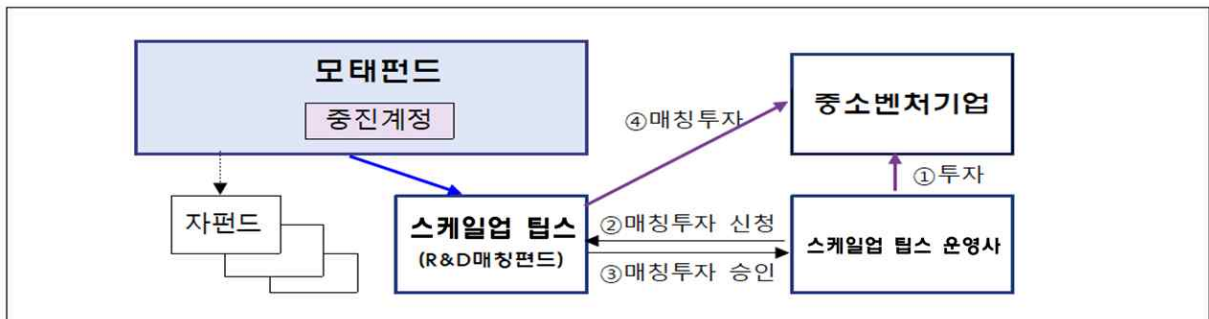 모태펀드
중진계정
중소벤처기업
④매칭투자
①투자
자펀드
스케일업 팁스
(R&D매칭편드)
②매칭투자 신청
③매칭투자 승인
스케일업 팁스 운영사